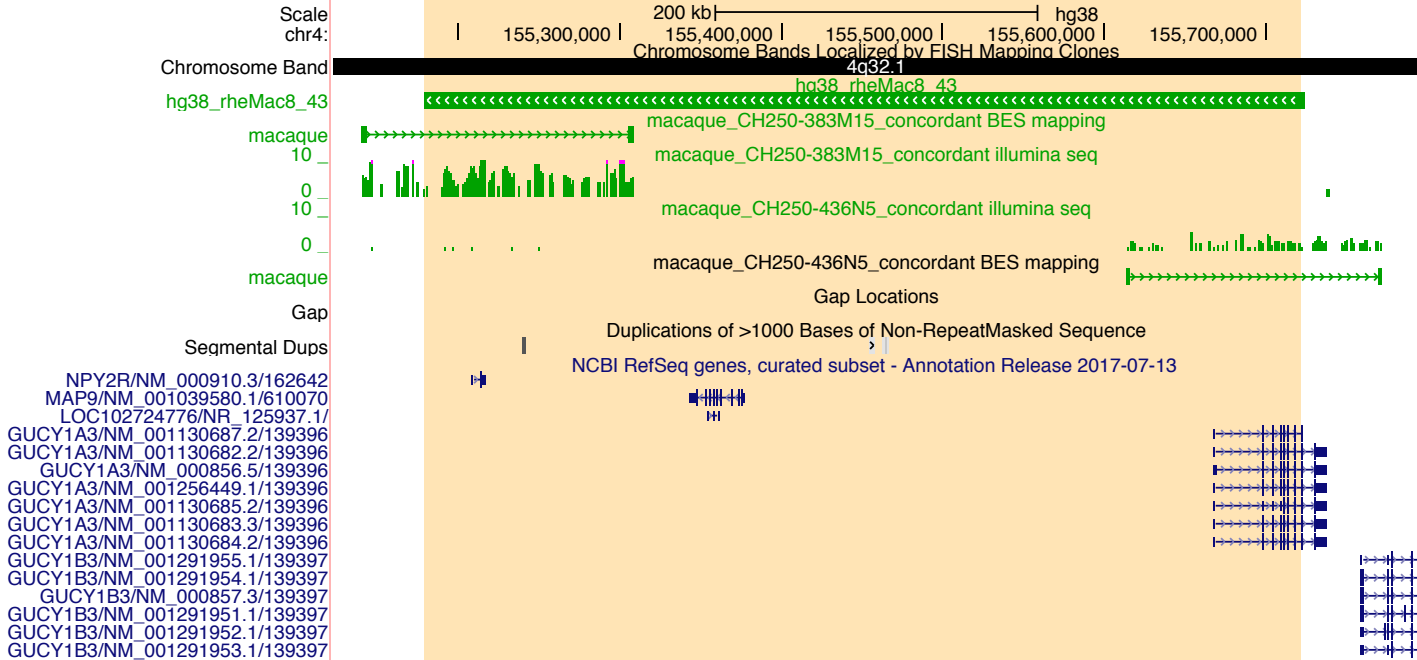 Scale 200 kb hg38
chr4: 155,300,000 155,400,000 155,500,000 155,600,000 155,700,000
Chromosome Bands Localized by FISH Mapping Clones
Chromosome Band 4q32.1
hg38_rheMac8_43
hg38_rheMac8_43
macaque_CH250-383M15_concordant BES mapping
macaque
macaque_CH250-383M15_concordant illumina seq
10 _
0 _
macaque_CH250-436N5_concordant illumina seq
10 _
0 _
macaque_CH250-436N5_concordant BES mapping
macaque
Gap Locations
Gap
Duplications of >1000 Bases of Non-RepeatMasked Sequence
Segmental Dups
NCBI RefSeq genes, curated subset - Annotation Release 2017-07-13
NPY2R/NM_000910.3/162642
MAP9/NM_001039580.1/610070
LOC102724776/NR_125937.1/
GUCY1A3/NM_001130687.2/139396
GUCY1A3/NM_001130682.2/139396
GUCY1A3/NM_000856.5/139396
GUCY1A3/NM_001256449.1/139396
GUCY1A3/NM_001130685.2/139396
GUCY1A3/NM_001130683.3/139396
GUCY1A3/NM_001130684.2/139396
GUCY1B3/NM_001291955.1/139397
GUCY1B3/NM_001291954.1/139397
GUCY1B3/NM_000857.3/139397
GUCY1B3/NM_001291951.1/139397
GUCY1B3/NM_001291952.1/139397
GUCY1B3/NM_001291953.1/139397